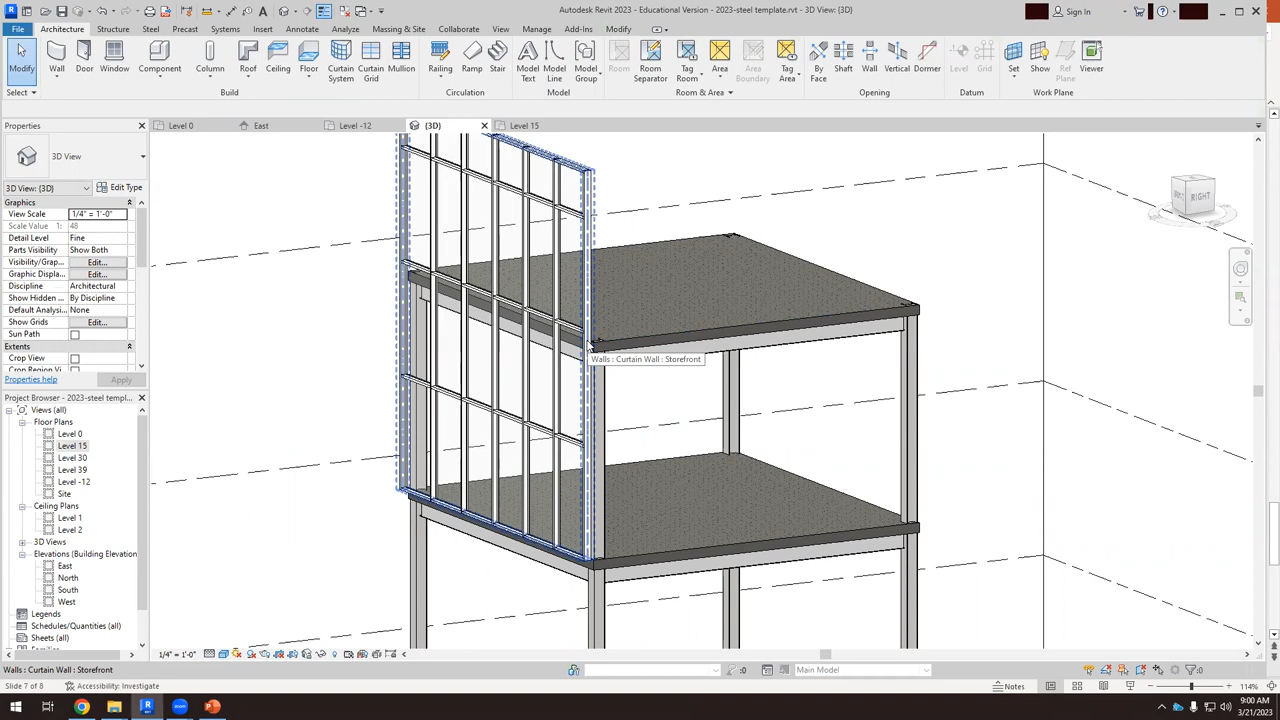 Autodesk Revit 2023 - Educational Version - 2023-steel template.rvt - 3D View: {3D}
Sign In
File Architecture Structure Steel Precast Systems Insert Annotate Analyze Massing & Site Collaborate View Manage Add-Ins Modify
Modify Wall Door Window Component Column Roof Ceiling Floor Curtain System Curtain Grid Mullion Railing Ramp Stair Model Text Model Line Model Group Room Room Separator Tag Room Area Area Boundary Tag Area By Face Shaft Wall Vertical Dormer Level Grid Set Show Ref Plane Viewer
Select Build Circulation Model Room & Area Opening Datum Work Plane
Properties
Level 0 East Level -12 {3D} Level 15
3D View
3D View: {3D} Edit Type
Graphics
View Scale 1/4" = 1'-0"
Scale Value 1: 48
Detail Level Fine
Parts Visibility Show Both
Visibility/Grap... Edit...
Graphic Displa... Edit...
Discipline Architectural
Show Hidden ... By Discipline
Default Analysi... None
Show Grids Edit...
Sun Path
Extents
Crop View
Crop Region Vi
Properties help Apply
Project Browser - 2023-steel templ...
Views (all)
Floor Plans
Level 0
Level 15
Level 30
Level 39
Level -12
Site
Ceiling Plans
Level 1
Level 2
3D Views
Elevations (Building Elevation
East
North
South
West
Legends
Schedules/Quantities (all)
Sheets (all)
RIGHT
Walls : Curtain Wall : Storefront
1/4" = 1'-0"
Walls : Curtain Wall : Storefront
:0 Main Model :0
Slide 7 of 8 Accessibility: Investigate Notes 114%
9:00 AM
3/21/2023